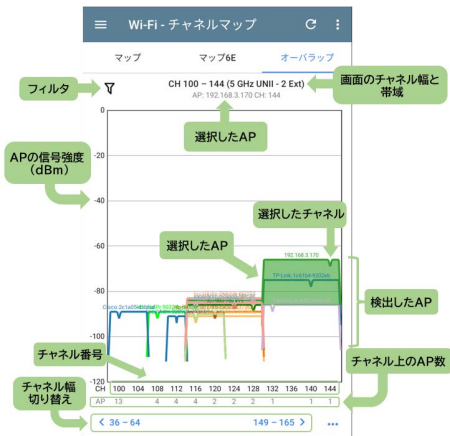 Wi-Fi - チャネルマップ
マップ マップ6E オーバラップ
フィルタ
CH 100 – 144 (5 GHz UNII - 2 Ext)
AP: 192.168.3.170 CH: 144
画面のチャネル幅と
帯域
選択したAP
APの信号強度
(dBm)
0
-20
-40
-60
-80
-100
-120
選択したチャネル
選択したAP
192.168.3.170
検出したAP
チャネル番号
チャネル上のAP数
CH 100 104 108 112 116 120 124 128 132 136 140 144
AP 13 4 4 4 2 2 2 1 1 1
チャネル幅
切り替え
< 36 – 64 149 – 165 > •••